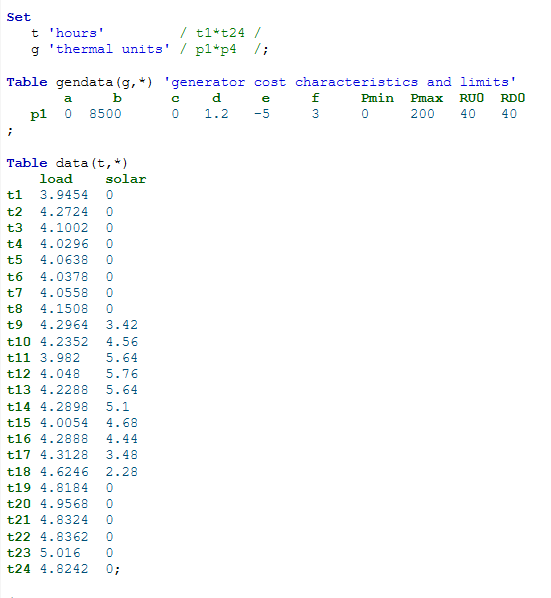 Set
t 'hours' / t1*t24 /
g 'thermal units' / p1*p4 /;
Table gendata(g,*) 'generator cost characteristics and limits'
a b c d e f Pmin Pmax RU0 RD0
p1 0 8500 0 1.2 -5 3 0 200 40 40
;
Table data(t,*)
load solar
t1 3.9454 0
t2 4.2724 0
t3 4.1002 0
t4 4.0296 0
t5 4.0638 0
t6 4.0378 0
t7 4.0558 0
t8 4.1508 0
t9 4.2964 3.42
t10 4.2352 4.56
t11 3.982 5.64
t12 4.048 5.76
t13 4.2288 5.64
t14 4.2898 5.1
t15 4.0054 4.68
t16 4.2888 4.44
t17 4.3128 3.48
t18 4.6246 2.28
t19 4.8184 0
t20 4.9568 0
t21 4.8324 0
t22 4.8362 0
t23 5.016 0
t24 4.8242 0;